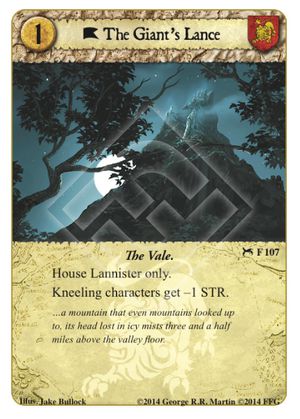 1 The Giant's Lance
The Vale.
F 107
House Lannister only.
Kneeling characters get –1 STR.
...a mountain that even mountains looked up
to, its head lost in icy mists three and a half
miles above the valley floor.
Illus. Jake Bullock ©2014 George R.R. Martin ©2014 FFG